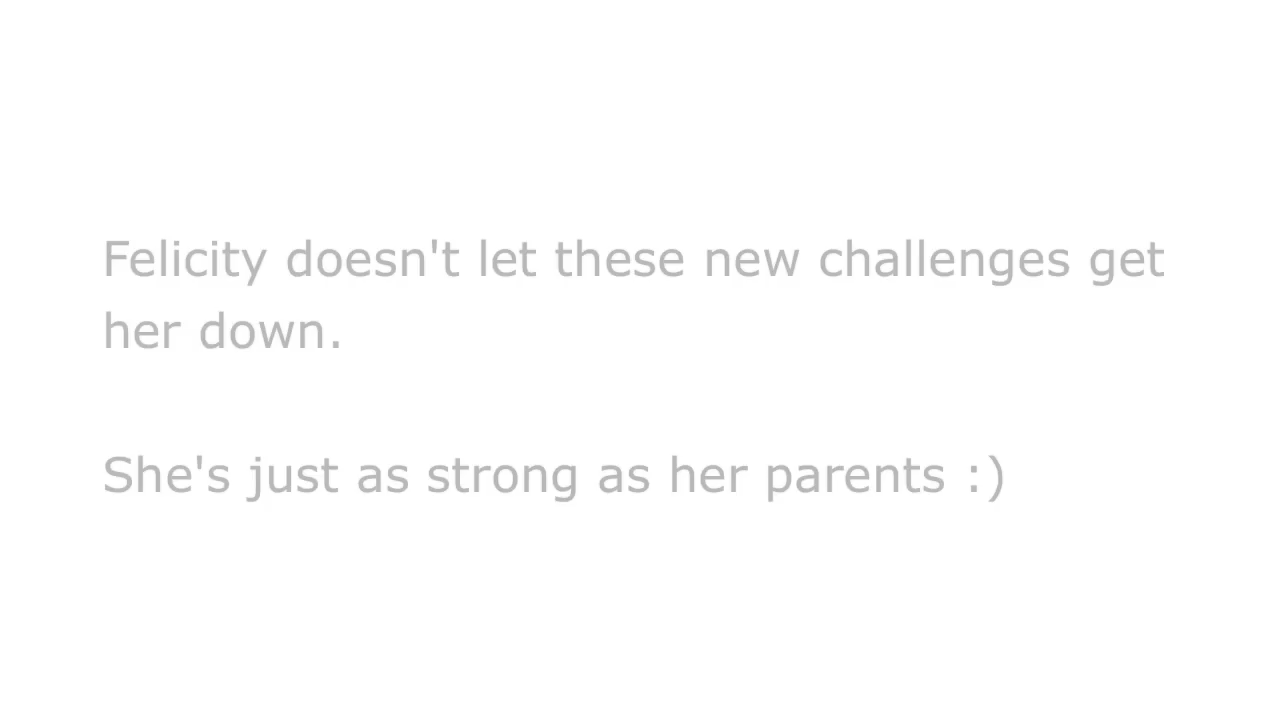 Felicity doesn't let these new challenges get
her down.
She's just as strong as her parents :)